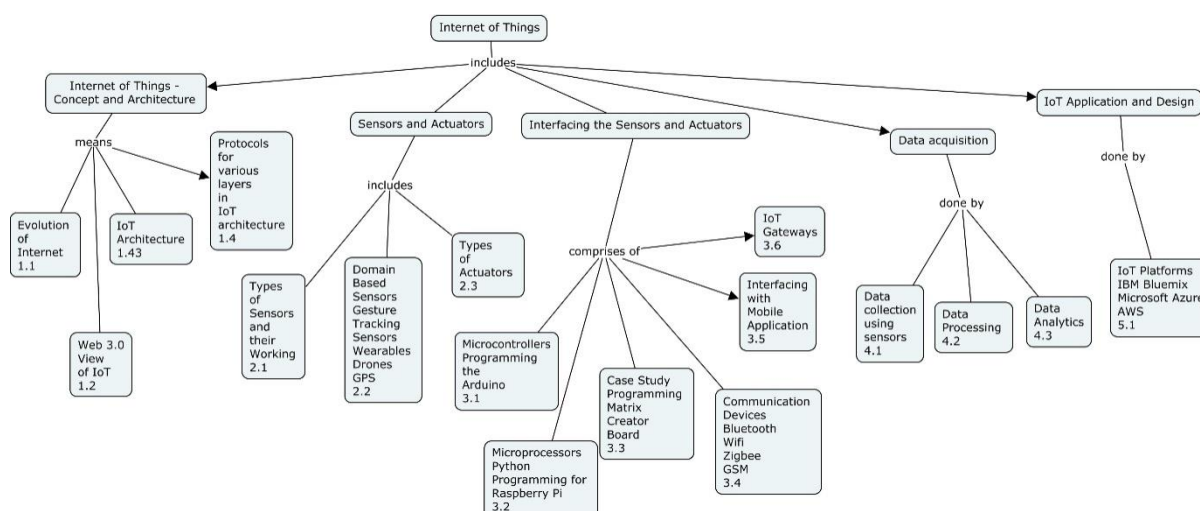 Internet of Things
includes
Internet of Things -
Concept and Architecture
means
Evolution
of
Internet
1.1
Web 3.0
View
of IoT
1.2
IoT
Architecture
1.43
Protocols
for
various
layers
in
IoT
architecture
1.4
Sensors and Actuators
includes
Types
of
Sensors
and
their
Working
2.1
Domain
Based
Sensors
Gesture
Tracking
Sensors
Wearables
Drones
GPS
2.2
Types
of
Actuators
2.3
Interfacing the Sensors and Actuators
comprises of
Microcontrollers
Programming
the
Arduino
3.1
Microprocessors
Python
Programming for
Raspberry Pi
3.2
Case Study
Programming
Matrix
Creator
Board
3.3
Communication
Devices
Bluetooth
Wifi
Zigbee
GSM
3.4
Interfacing
with
Mobile
Application
3.5
IoT
Gateways
3.6
Data acquisition
done by
Data
collection
using
sensors
4.1
Data
Processing
4.2
Data
Analytics
4.3
IoT Application and Design
done by
IoT Platforms
IBM Bluemix
Microsoft Azure
AWS
5.1